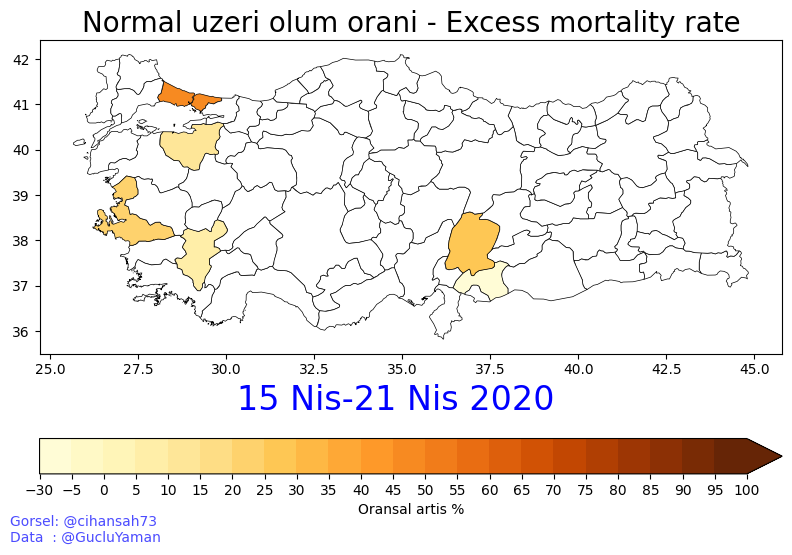 Normal uzeri olum orani - Excess mortality rate
42
41
40
39
38
37
36
25.0 27.5 30.0 32.5 35.0 37.5 40.0 42.5 45.0
15 Nis-21 Nis 2020
−30 −5 0 5 10 15 20 25 30 35 40 45 50 55 60 65 70 75 80 85 90 95 100
Oransal artis %
Gorsel: @cihansah73
Data  : @GucluYaman